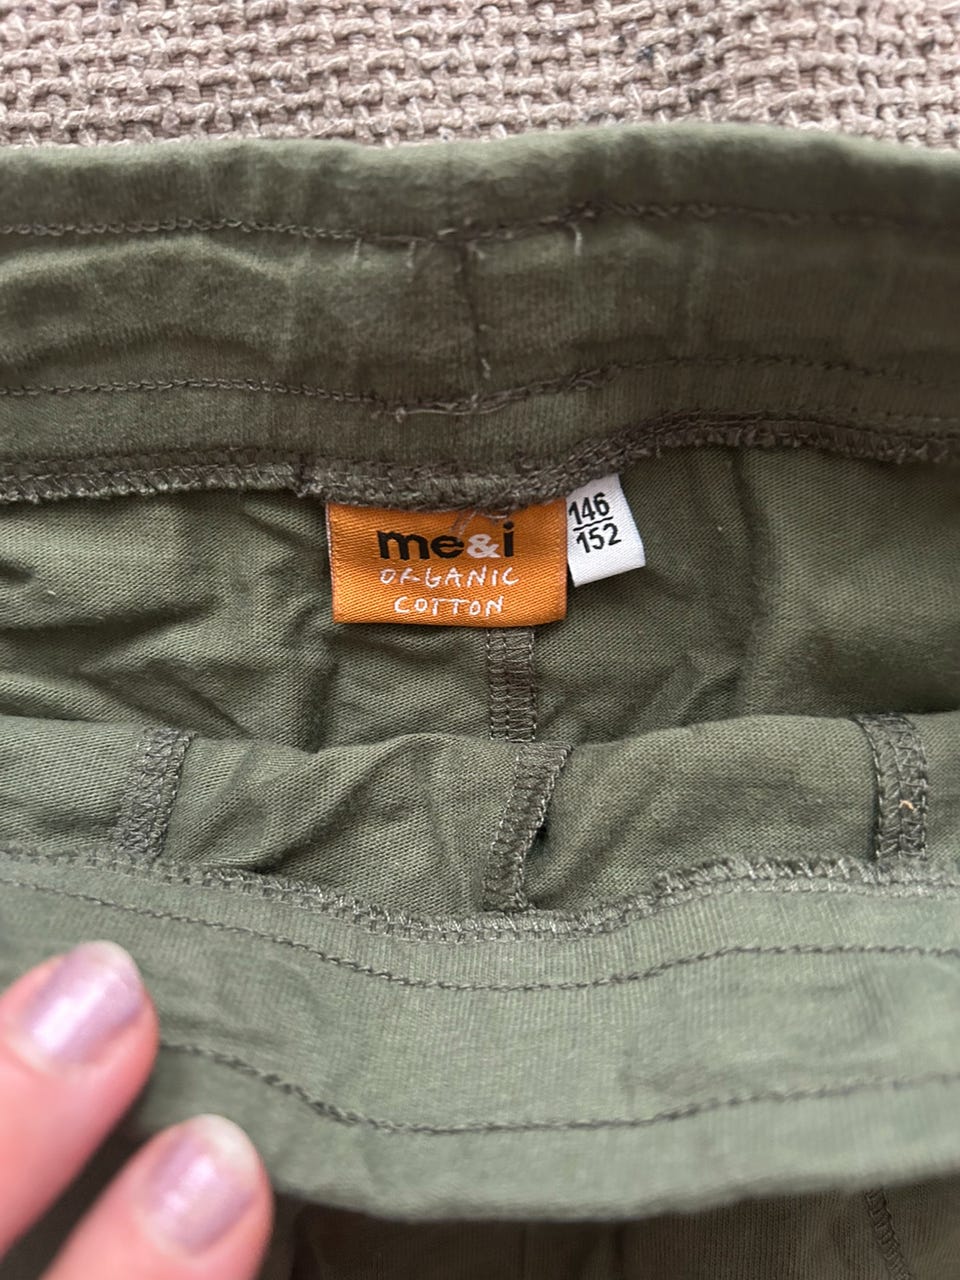 me&i
ORGANIC
COTTON
146
152